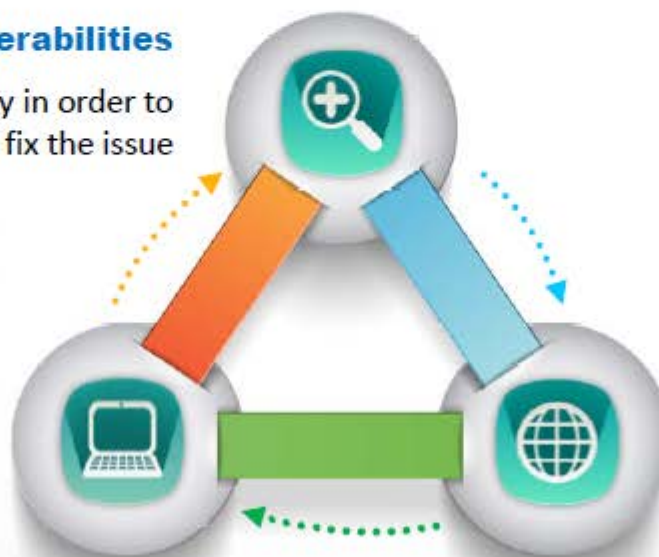 erabilities
y in order to
fix the issue